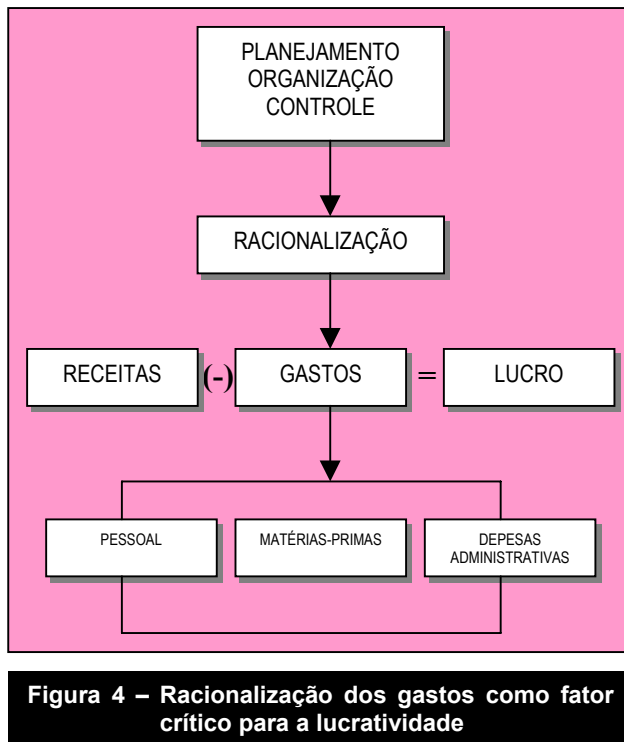 PLANEJAMENTO
ORGANIZAÇÃO
CONTROLE
RACIONALIZAÇÃO
RECEITAS (-) GASTOS = LUCRO
PESSOAL MATÉRIAS-PRIMAS DEPESAS
ADMINISTRATIVAS
Figura 4 – Racionalização dos gastos como fator
crítico para a lucratividade